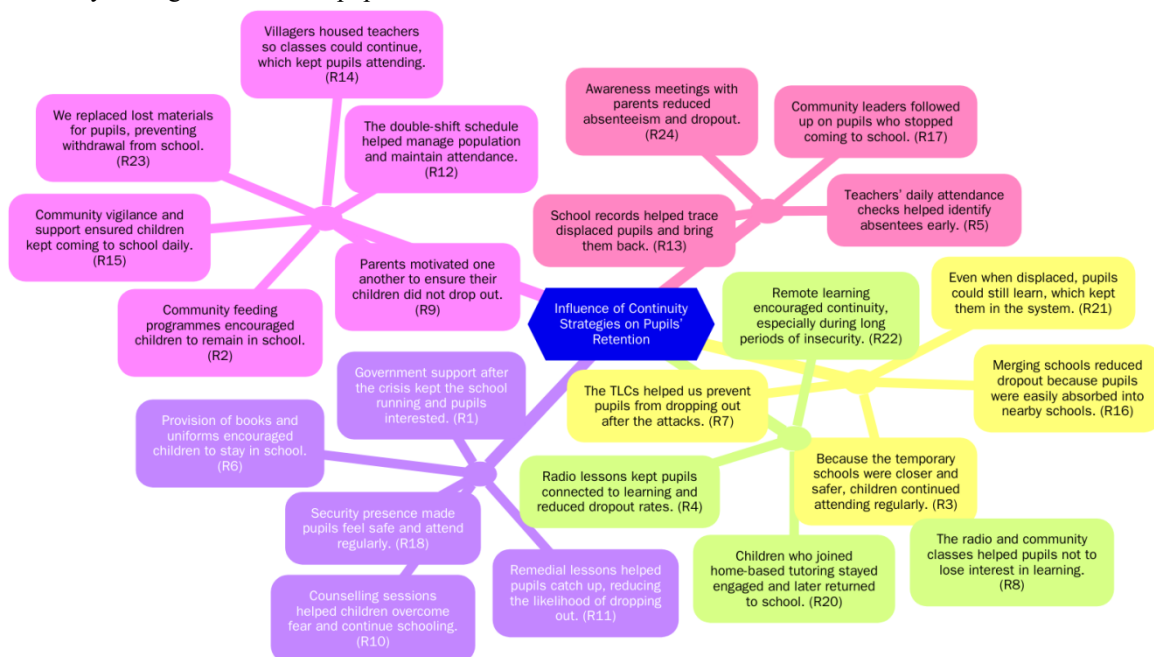 Villagers housed teachers
so classes could continue,
which kept pupils attending.
(R14)
We replaced lost materials
for pupils, preventing
withdrawal from school.
(R23)
The double-shift schedule
helped manage population
and maintain attendance.
(R12)
Community vigilance and
support ensured children
kept coming to school daily.
(R15)
Parents motivated one
another to ensure their
children did not drop out.
(R9)
Community feeding
programmes encouraged
children to remain in school.
(R2)
Awareness meetings with
parents reduced
absenteeism and dropout.
(R24)
Community leaders followed
up on pupils who stopped
coming to school. (R17)
School records helped trace
displaced pupils and bring
them back. (R13)
Teachers’ daily attendance
checks helped identify
absentees early. (R5)
Influence of Continuity
Strategies on Pupils’
Retention
Remote learning
encouraged continuity,
especially during long
periods of insecurity. (R22)
Even when displaced, pupils
could still learn, which kept
them in the system. (R21)
Merging schools reduced
dropout because pupils
were easily absorbed into
nearby schools. (R16)
The TLCs helped us prevent
pupils from dropping out
after the attacks. (R7)
Because the temporary
schools were closer and
safer, children continued
attending regularly. (R3)
Radio lessons kept pupils
connected to learning and
reduced dropout rates. (R4)
Children who joined
home-based tutoring stayed
engaged and later returned
to school. (R20)
The radio and community
classes helped pupils not to
lose interest in learning.
(R8)
Government support after
the crisis kept the school
running and pupils
interested. (R1)
Provision of books and
uniforms encouraged
children to stay in school.
(R6)
Security presence made
pupils feel safe and attend
regularly. (R18)
Counselling sessions
helped children overcome
fear and continue schooling.
(R10)
Remedial lessons helped
pupils catch up, reducing
the likelihood of dropping
out. (R11)